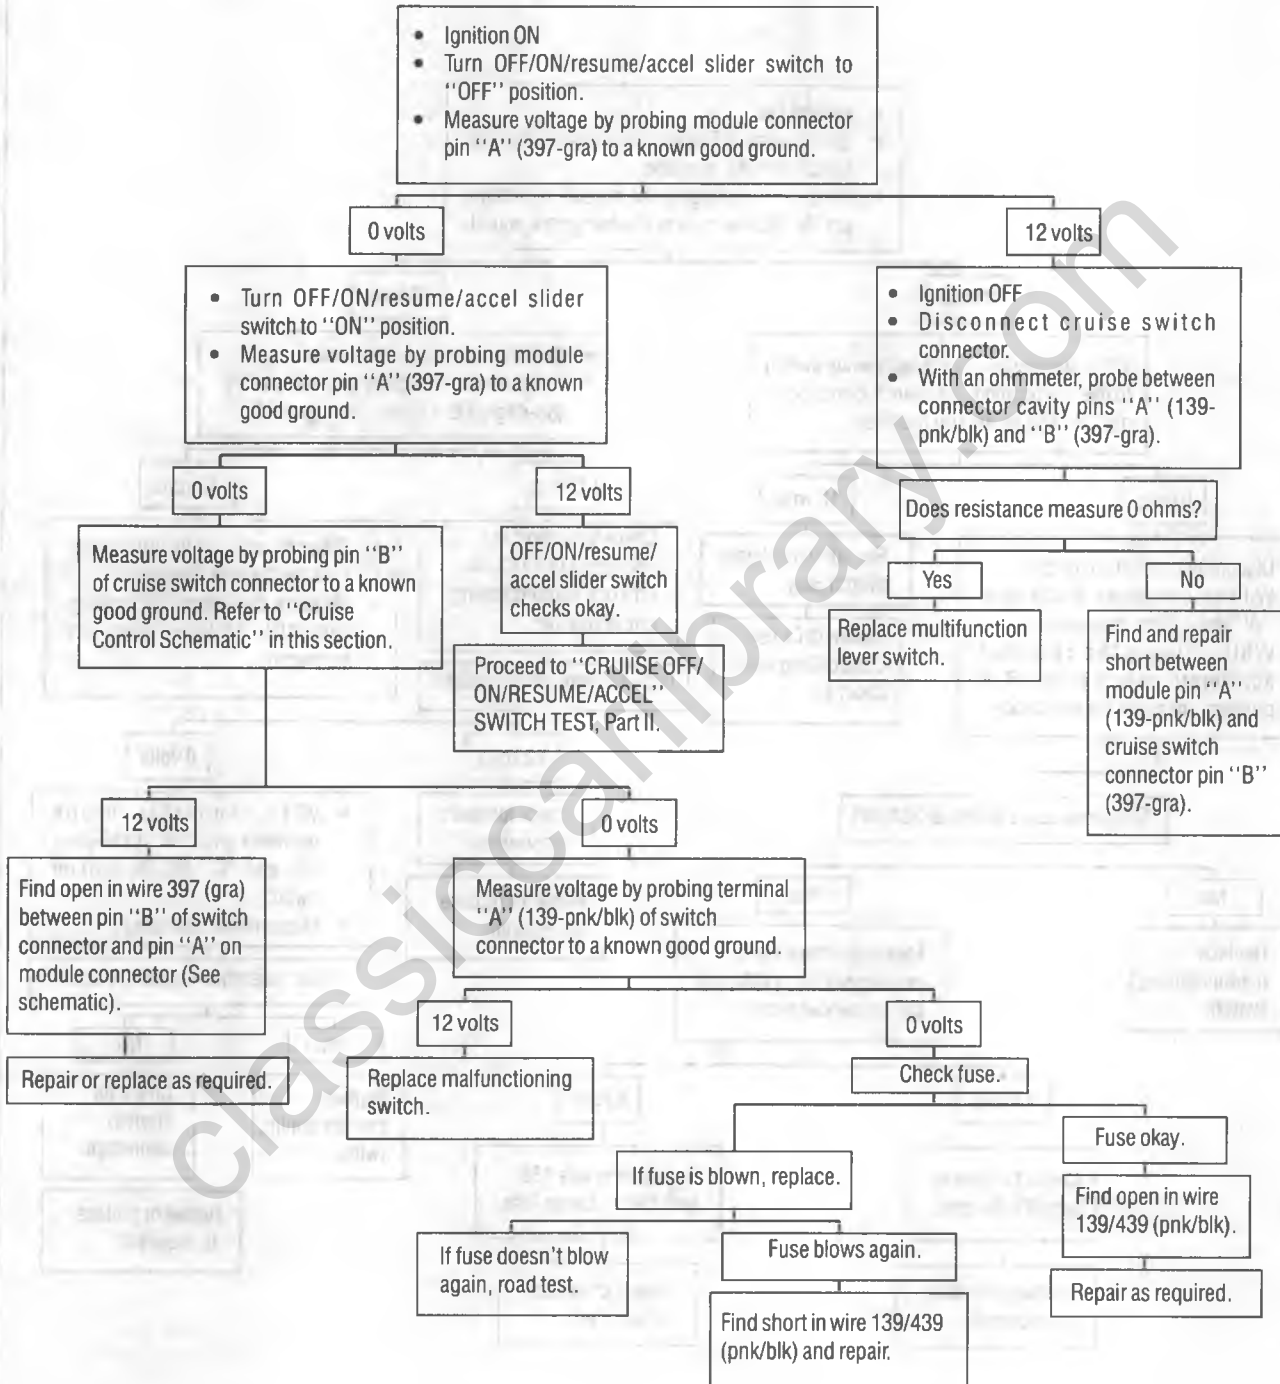 • Ignition ON
• Turn OFF/ON/resume/accel slider switch to
''OFF'' position.
• Measure voltage by probing module connector
pin ''A'' (397-gra) to a known good ground.
0 volts
12 volts
• Turn OFF/ON/resume/accel slider
switch to ''ON'' position.
• Measure voltage by probing module
connector pin ''A'' (397-gra) to a known
good ground.
• Ignition OFF
• Disconnect cruise switch
connector.
• With an ohmmeter, probe between
connector cavity pins ''A'' (139-
pnk/blk) and ''B'' (397-gra).
0 volts
12 volts
Does resistance measure 0 ohms?
Measure voltage by probing pin ''B''
of cruise switch connector to a known
good ground. Refer to ''Cruise
Control Schematic'' in this section.
OFF/ON/resume/
accel slider switch
checks okay.
Proceed to ''CRUIISE OFF/
ON/RESUME/ACCEL''
SWITCH TEST, Part II.
Yes
No
Replace multifunction
lever switch.
Find and repair
short between
module pin ''A''
(139-pnk/blk) and
cruise switch
connector pin ''B''
(397-gra).
12 volts
0 volts
Find open in wire 397 (gra)
between pin ''B'' of switch
connector and pin ''A'' on
module connector (See
schematic).
Repair or replace as required.
Measure voltage by probing terminal
''A'' (139-pnk/blk) of switch
connector to a known good ground.
12 volts
0 volts
Replace malfunctioning
switch.
Check fuse.
If fuse is blown, replace.
Fuse okay.
If fuse doesn't blow
again, road test.
Fuse blows again.
Find short in wire 139/439
(pnk/blk) and repair.
Find open in wire
139/439 (pnk/blk).
Repair as required.
classiccarlibrary.com